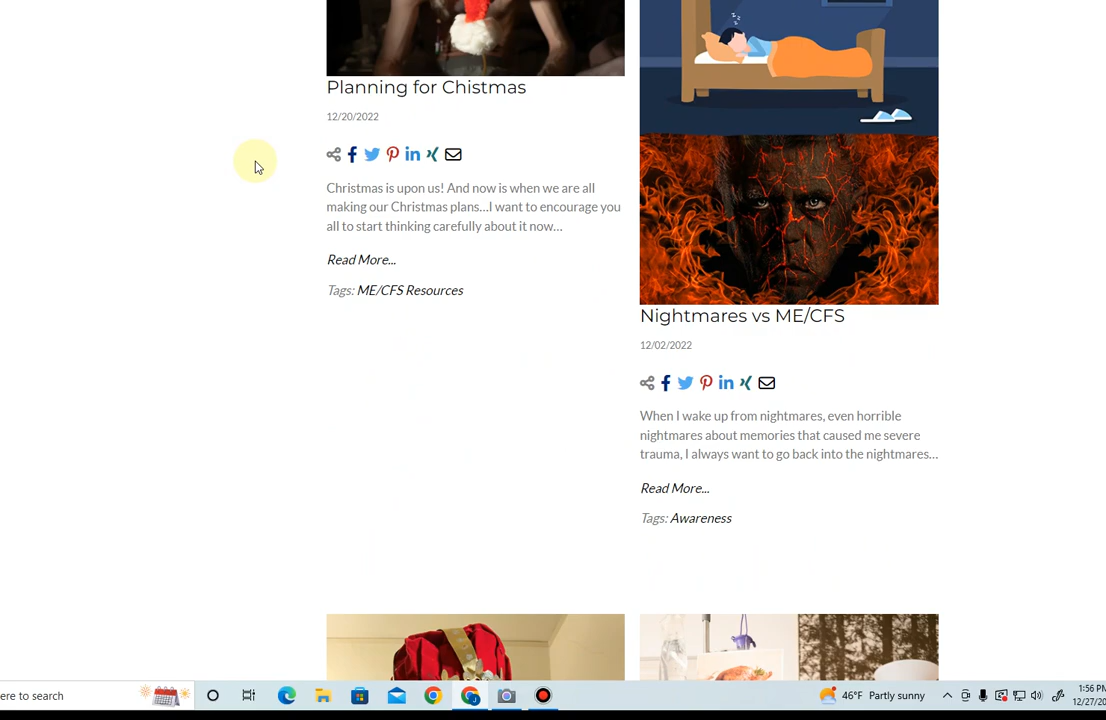 Planning for Chistmas
12/20/2022
Christmas is upon us! And now is when we are all
making our Christmas plans...I want to encourage you
all to start thinking carefully about it now...
Read More...
Tags: ME/CFS Resources
z z z
Nightmares vs ME/CFS
12/02/2022
When I wake up from nightmares, even horrible
nightmares about memories that caused me severe
trauma, I always want to go back into the nightmares...
Read More...
Tags: Awareness
ere to search
46°F Partly sunny
1:56 PM
12/27/20